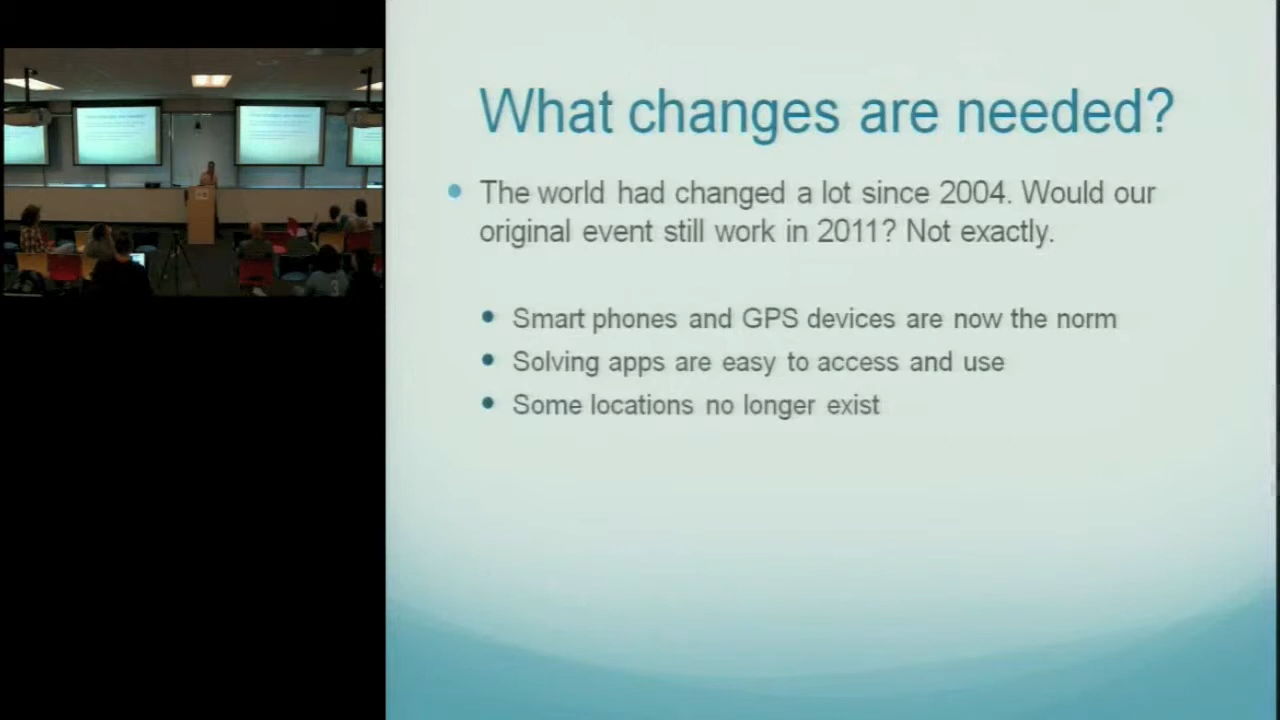 What changes are needed?
The world had changed a lot since 2004. Would our
original event still work in 2011? Not exactly.
Smart phones and GPS devices are now the norm
Solving apps are easy to access and use
Some locations no longer exist